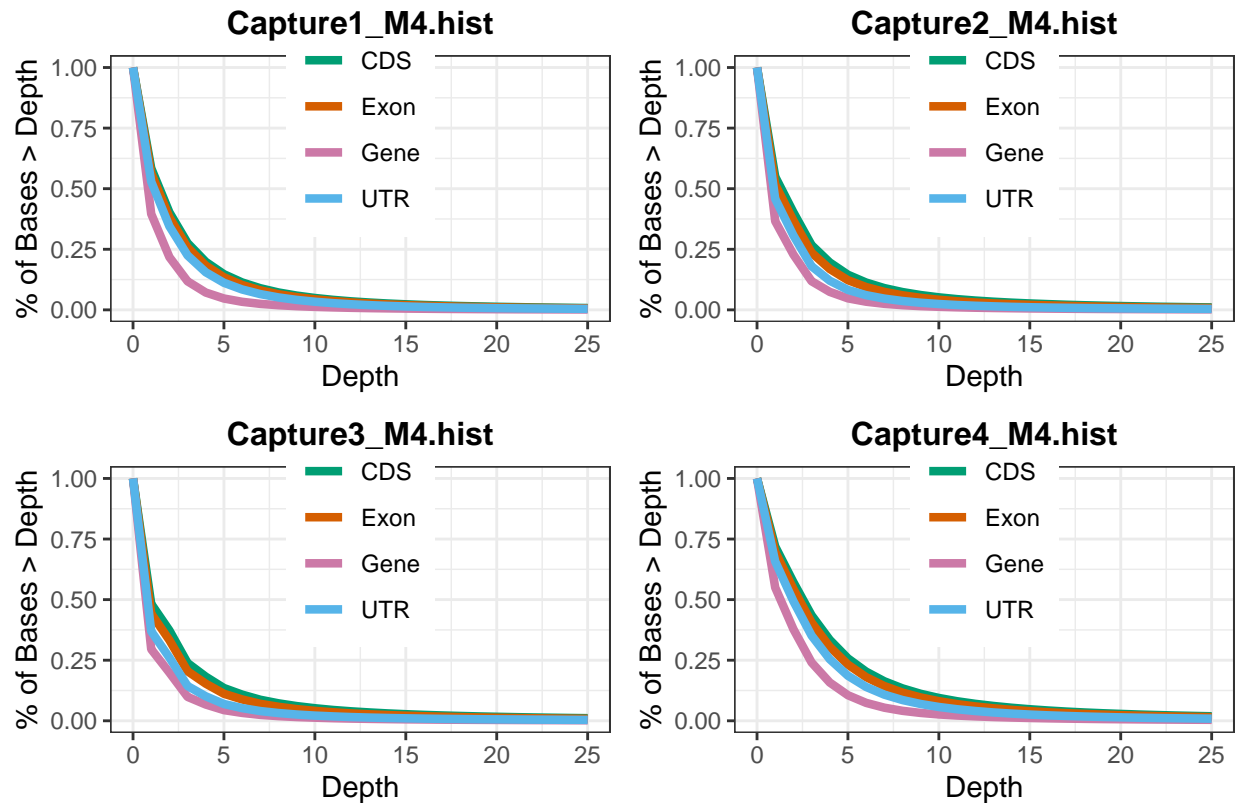 Capture1_M4.hist
% of Bases > Depth
1.00
0.75
0.50
0.25
0.00
CDS
Exon
Gene
UTR
0 5 10 15 20 25
Depth
Capture2_M4.hist
% of Bases > Depth
1.00
0.75
0.50
0.25
0.00
CDS
Exon
Gene
UTR
0 5 10 15 20 25
Depth
Capture3_M4.hist
% of Bases > Depth
1.00
0.75
0.50
0.25
0.00
CDS
Exon
Gene
UTR
0 5 10 15 20 25
Depth
Capture4_M4.hist
% of Bases > Depth
1.00
0.75
0.50
0.25
0.00
CDS
Exon
Gene
UTR
0 5 10 15 20 25
Depth